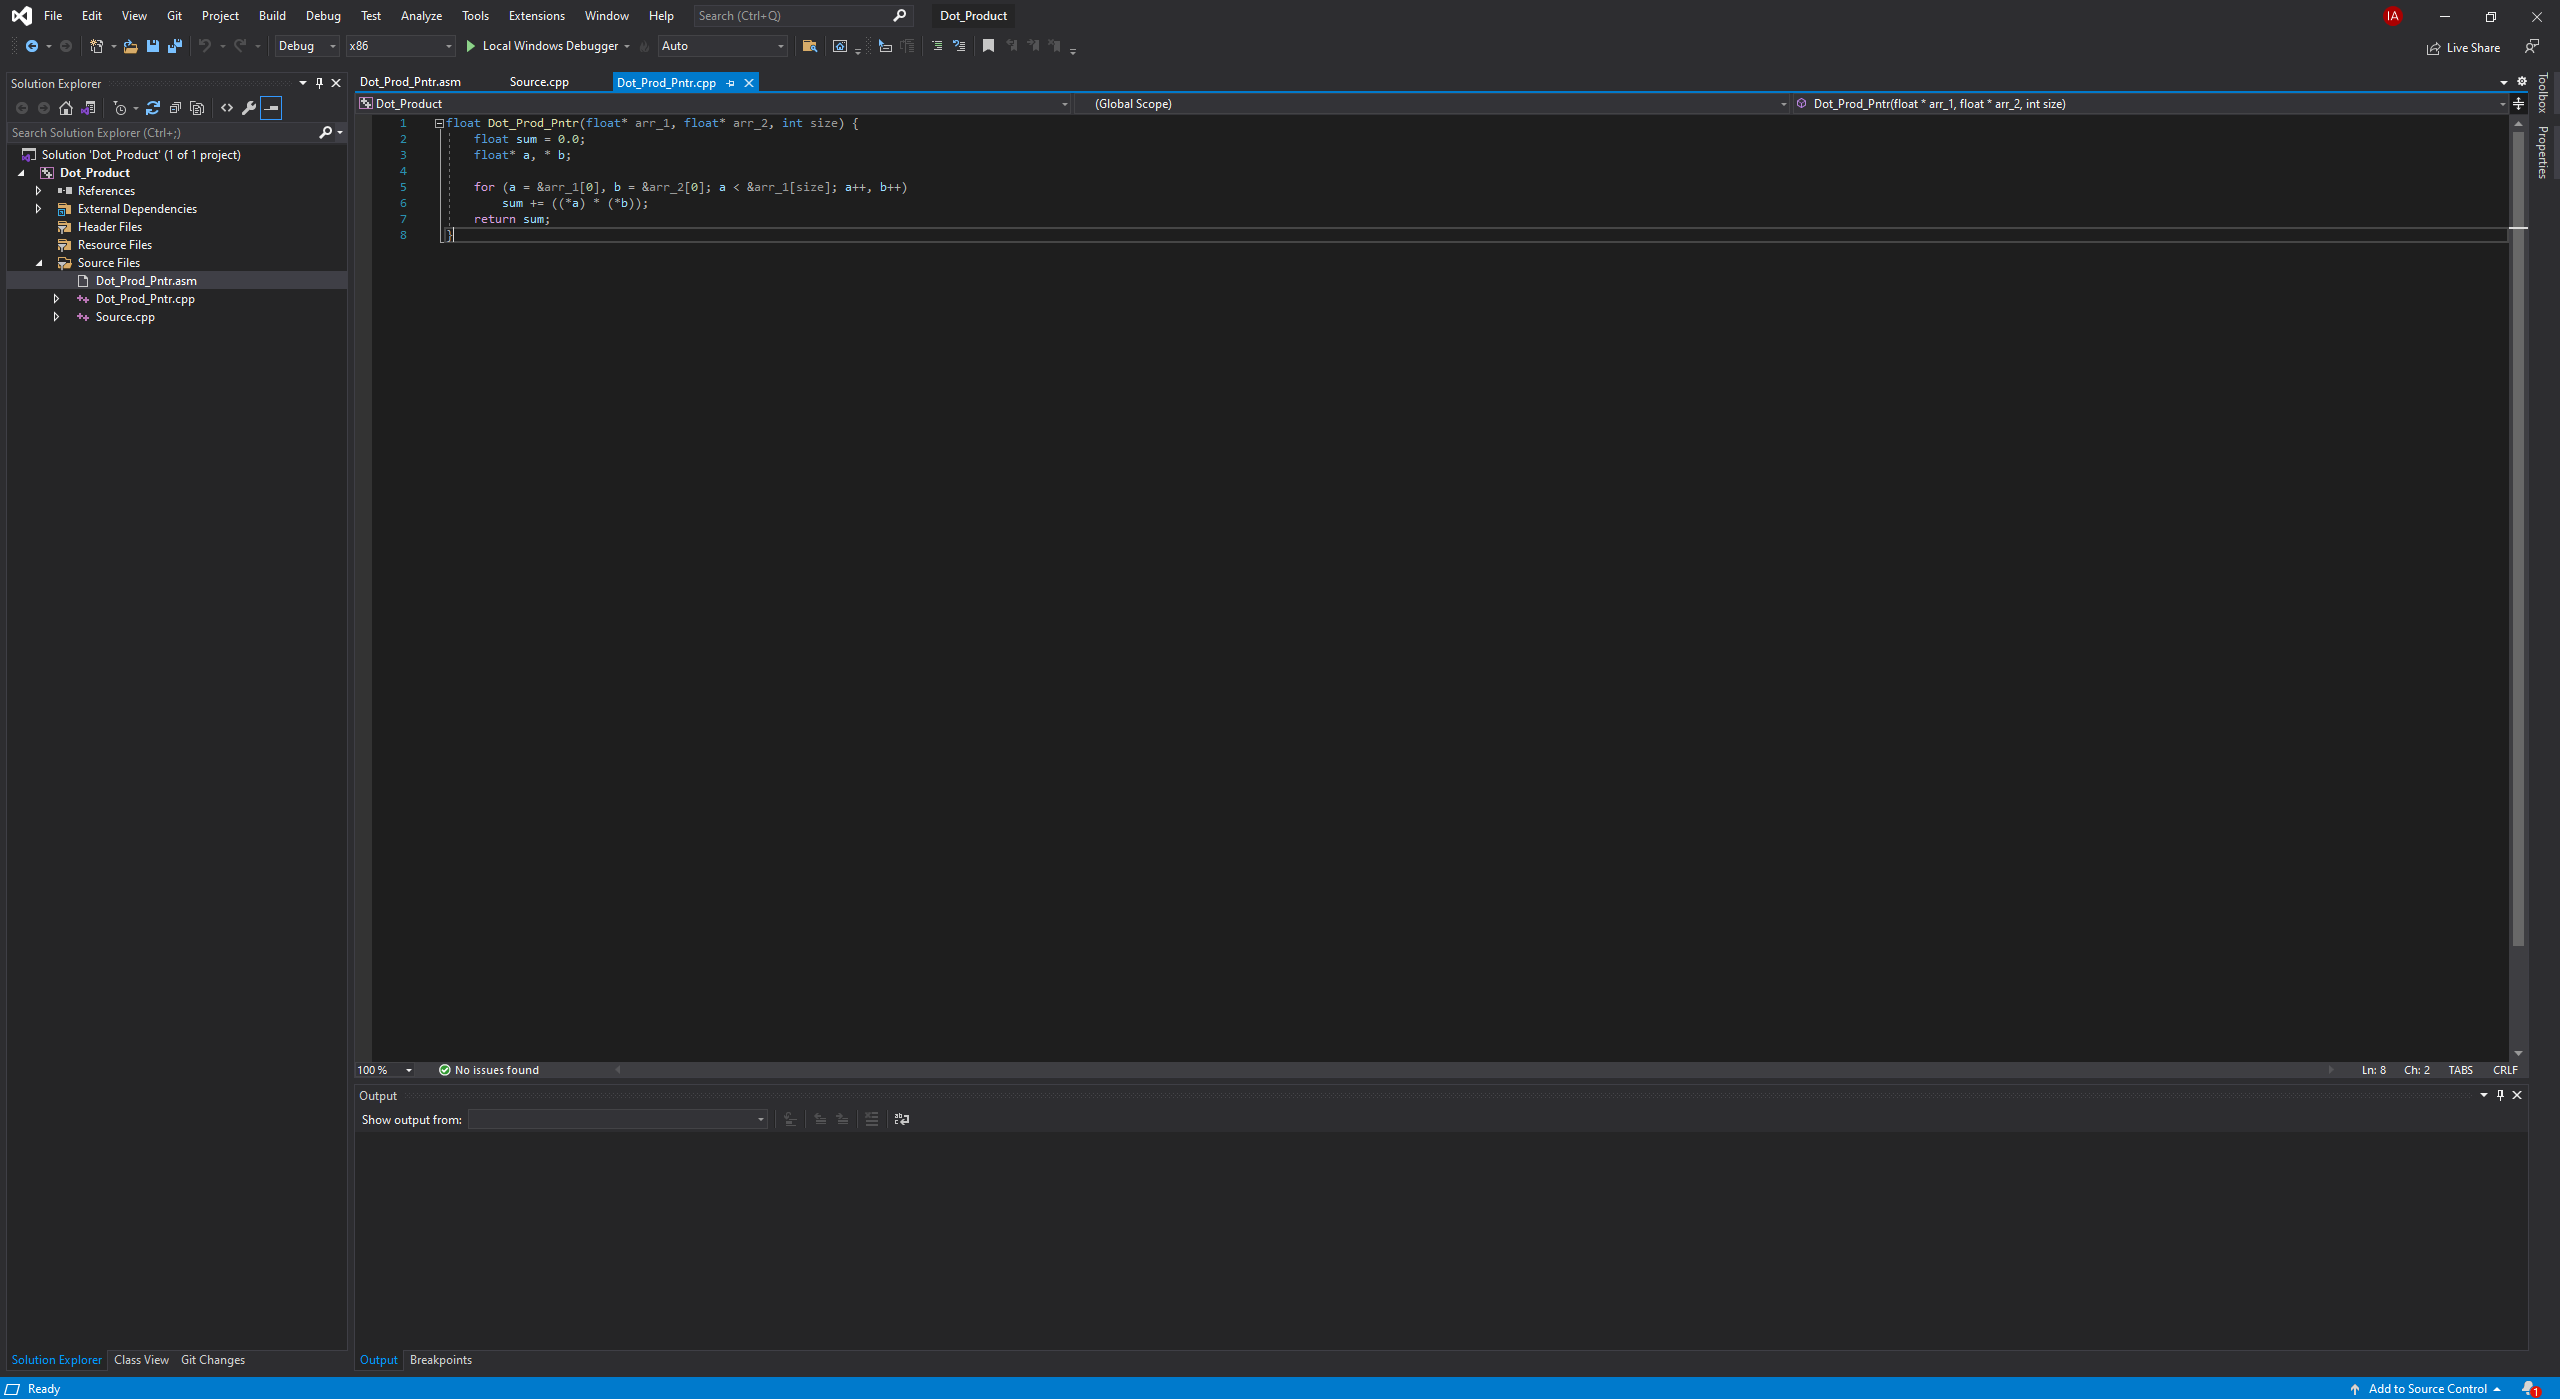 File Edit View Git Project Build Debug Test Analyze Tools Extensions Window Help Search (Ctrl+Q) Dot_Product IA
Debug x86 Local Windows Debugger Auto Live Share
Solution Explorer
Search Solution Explorer (Ctrl+;)
Solution 'Dot_Product' (1 of 1 project)
Dot_Product
References
External Dependencies
Header Files
Resource Files
Source Files
Dot_Prod_Pntr.asm
Dot_Prod_Pntr.cpp
Source.cpp
Solution Explorer Class View Git Changes
Dot_Prod_Pntr.asm Source.cpp Dot_Prod_Pntr.cpp
Dot_Product (Global Scope) Dot_Prod_Pntr(float * arr_1, float * arr_2, int size)
1 float Dot_Prod_Pntr(float* arr_1, float* arr_2, int size) {
2 float sum = 0.0;
3 float* a, * b;
4
5 for (a = &arr_1[0], b = &arr_2[0]; a < &arr_1[size]; a++, b++)
6 sum += ((*a) * (*b));
7 return sum;
8 }
100 % No issues found Ln: 8 Ch: 2 TABS CRLF
Output
Show output from:
Output Breakpoints
Toolbox
Properties
Ready Add to Source Control 1